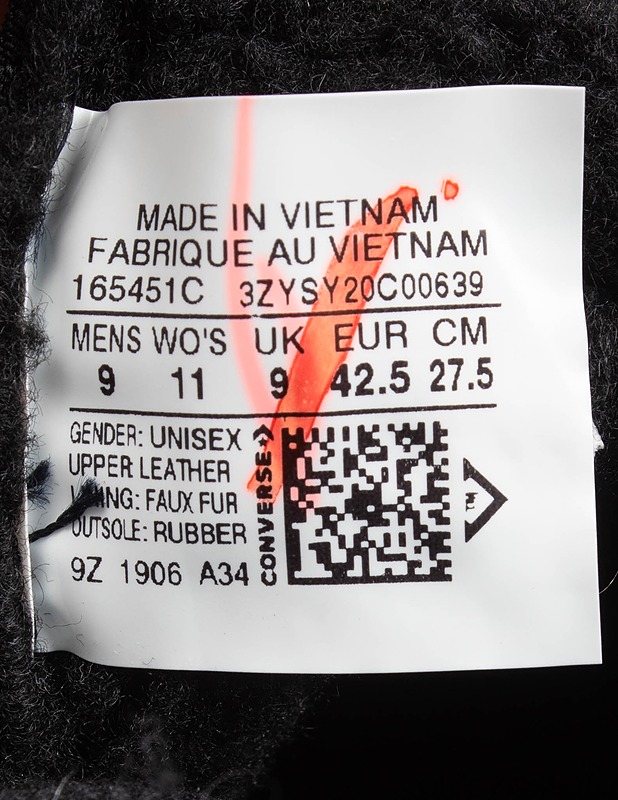 MADE IN VIETNAM
FABRIQUE AU VIETNAM
165451C 3ZYSY20C00639
MENS WO'S UK EUR CM
9 11 9 42.5 27.5
GENDER: UNISEX
UPPER: LEATHER
NING: FAUX FUR
OUTSOLE: RUBBER
9Z 1906 A34
CONVERSE